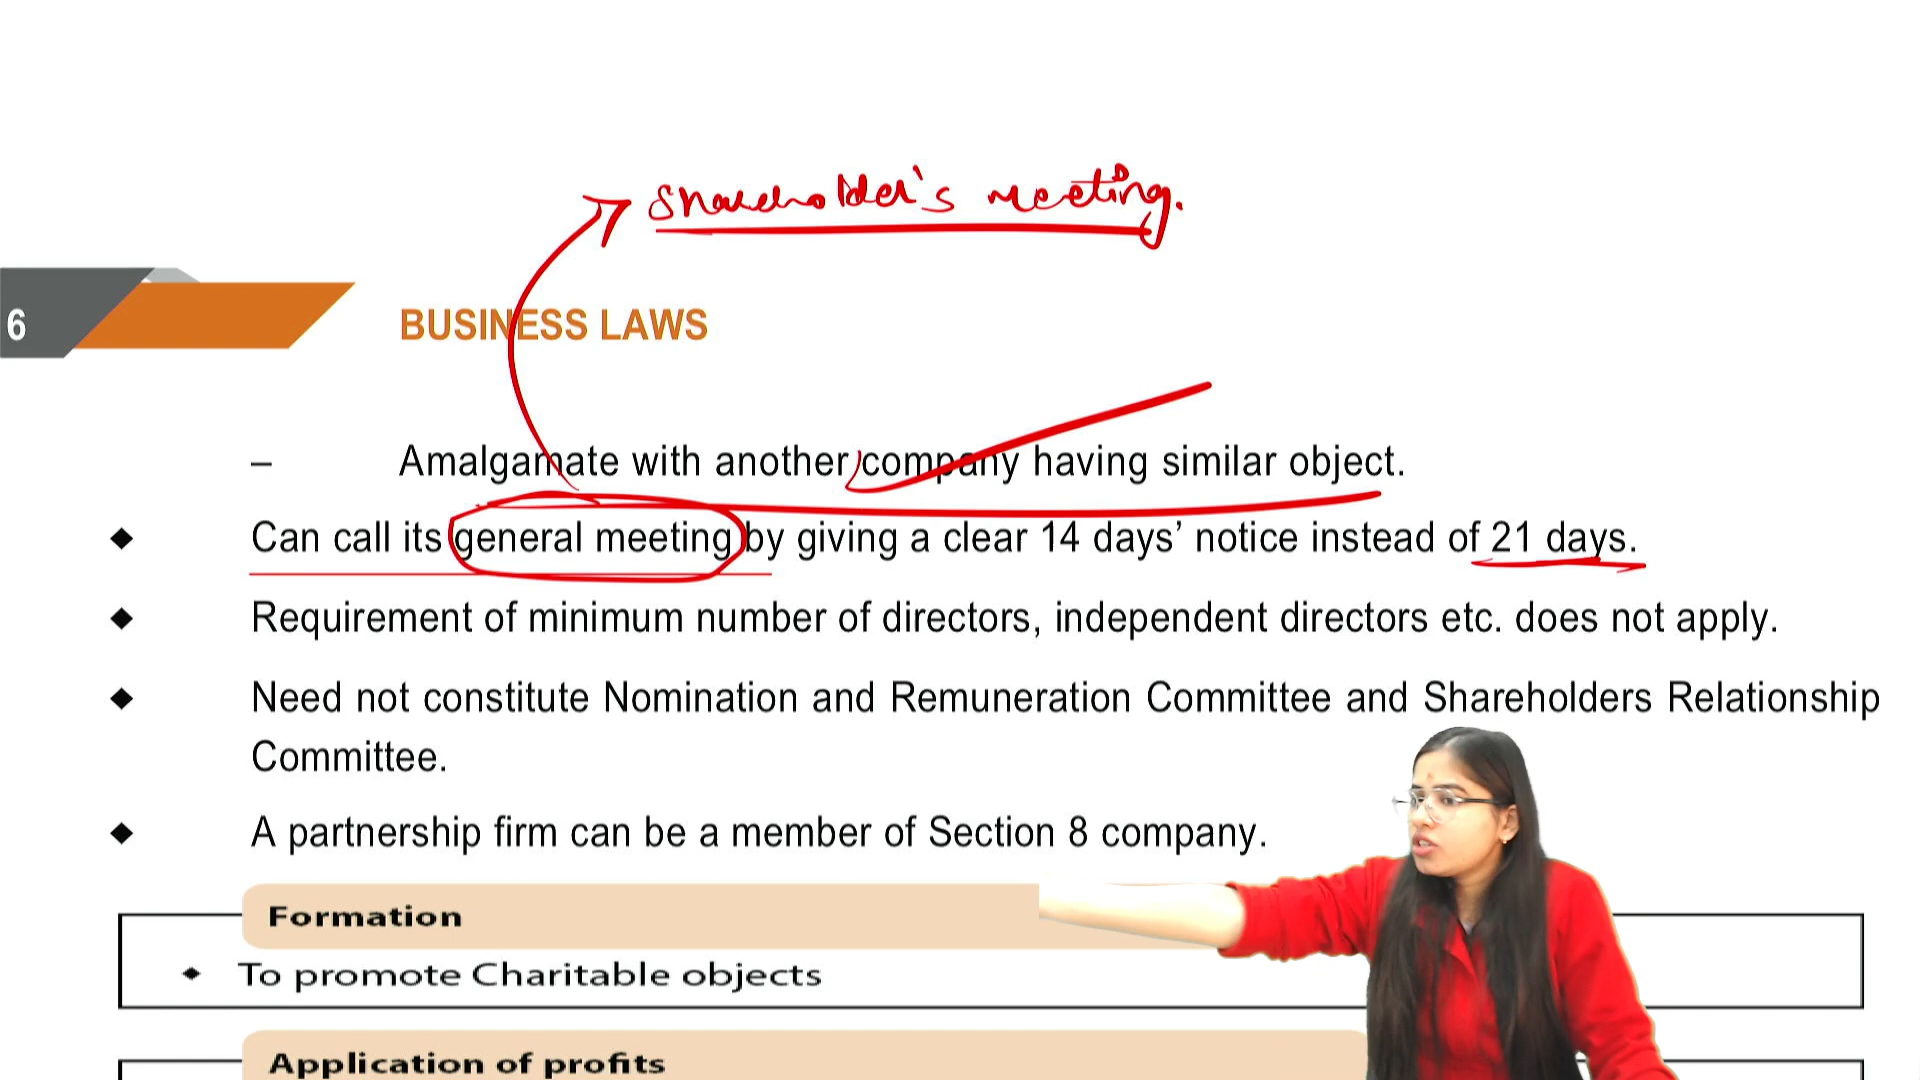 Shareholder's meeting.
6
BUSINESS LAWS
– Amalgamate with another company having similar object.
◆ Can call its general meeting by giving a clear 14 days’ notice instead of 21 days.
◆ Requirement of minimum number of directors, independent directors etc. does not apply.
◆ Need not constitute Nomination and Remuneration Committee and Shareholders Relationship
Committee.
◆ A partnership firm can be a member of Section 8 company.
Formation
◆ To promote Charitable objects
Application of profits